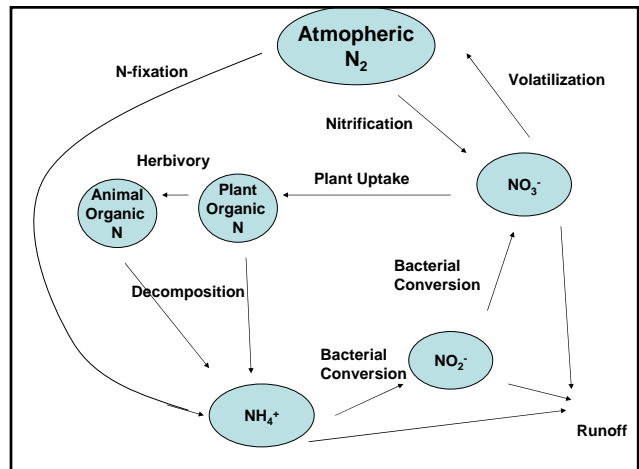 Atmopheric
N₂
N-fixation
Volatilization
Nitrification
Herbivory
Plant Uptake
NO₃⁻
Animal
Organic
N
Plant
Organic
N
Decomposition
Bacterial
Conversion
Bacterial
Conversion
NO₂⁻
NH₄⁺
Runoff